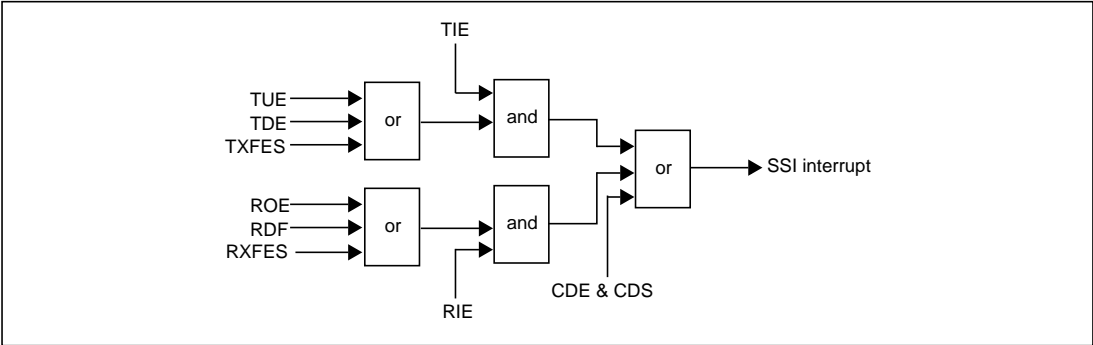 TIE
TUE
TDE
TXFES
or
and
or
SSI interrupt
ROE
RDF
RXFES
or
and
CDE & CDS
RIE